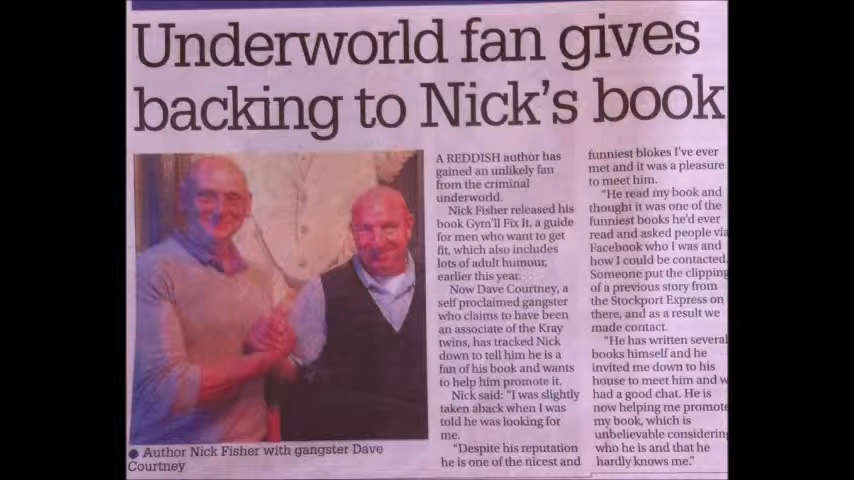 Underworld fan gives
backing to Nick's book
A REDDISH author has
gained an unlikely fan
from the criminal
underworld.
Nick Fisher released his
book Gym'll Fix It, a guide
for men who want to get
fit, which also includes
lots of adult humour,
earlier this year.
Now Dave Courtney, a
self proclaimed gangster
who claims to have been
an associate of the Kray
twins, has tracked Nick
down to tell him he is a
fan of his book and wants
to help him promote it.
Nick said: "I was slightly
taken aback when I was
told he was looking for
me.
"Despite his reputation
he is one of the nicest and
funniest blokes I've ever
met and it was a pleasure
to meet him.
"He read my book and
thought it was one of the
funniest books he'd ever
read and asked people via
Facebook who I was and
how I could be contacted.
Someone put the clipping
of a previous story from
the Stockport Express on
there, and as a result we
made contact.
"He has written several
books himself and he
invited me down to his
house to meet him and w
had a good chat. He is
now helping me promote
my book, which is
unbelievable considering
who he is and that he
hardly knows me."
Author Nick Fisher with gangster Dave
Courtney